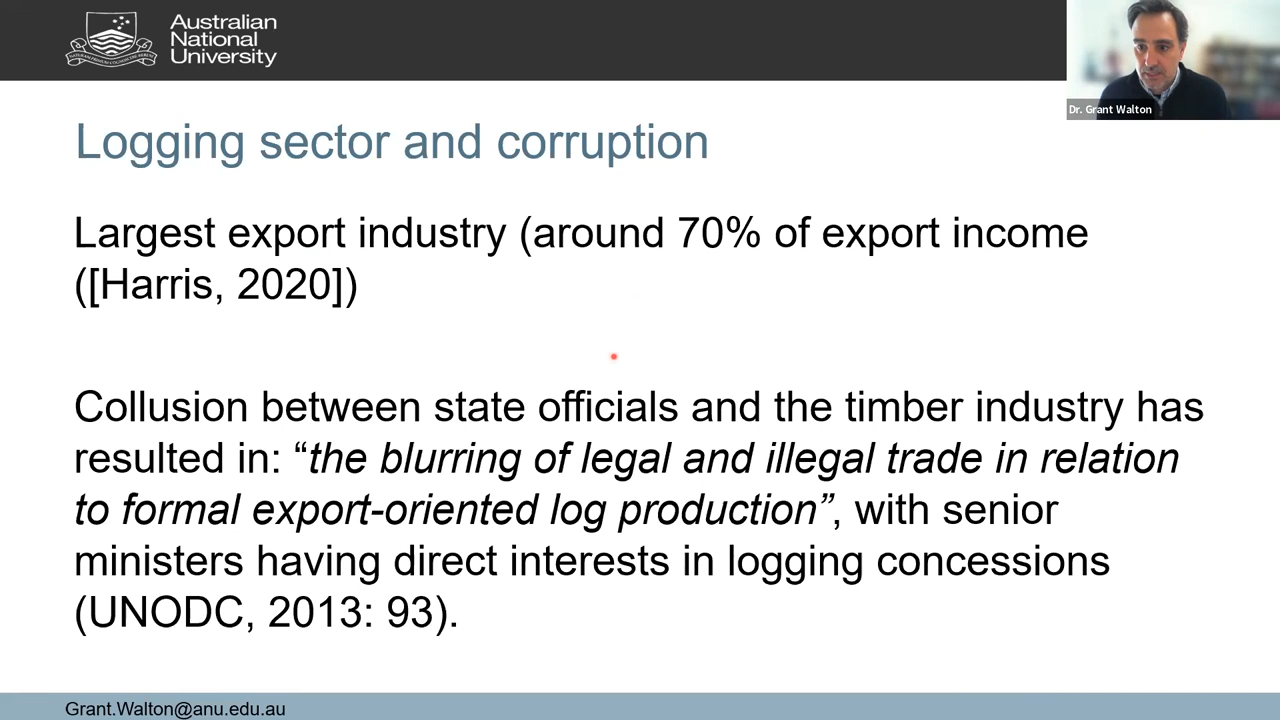 Australian
National
University
Dr. Grant Walton
Logging sector and corruption
Largest export industry (around 70% of export income
([Harris, 2020])
Collusion between state officials and the timber industry has
resulted in: “the blurring of legal and illegal trade in relation
to formal export-oriented log production”, with senior
ministers having direct interests in logging concessions
(UNODC, 2013: 93).
Grant.Walton@anu.edu.au